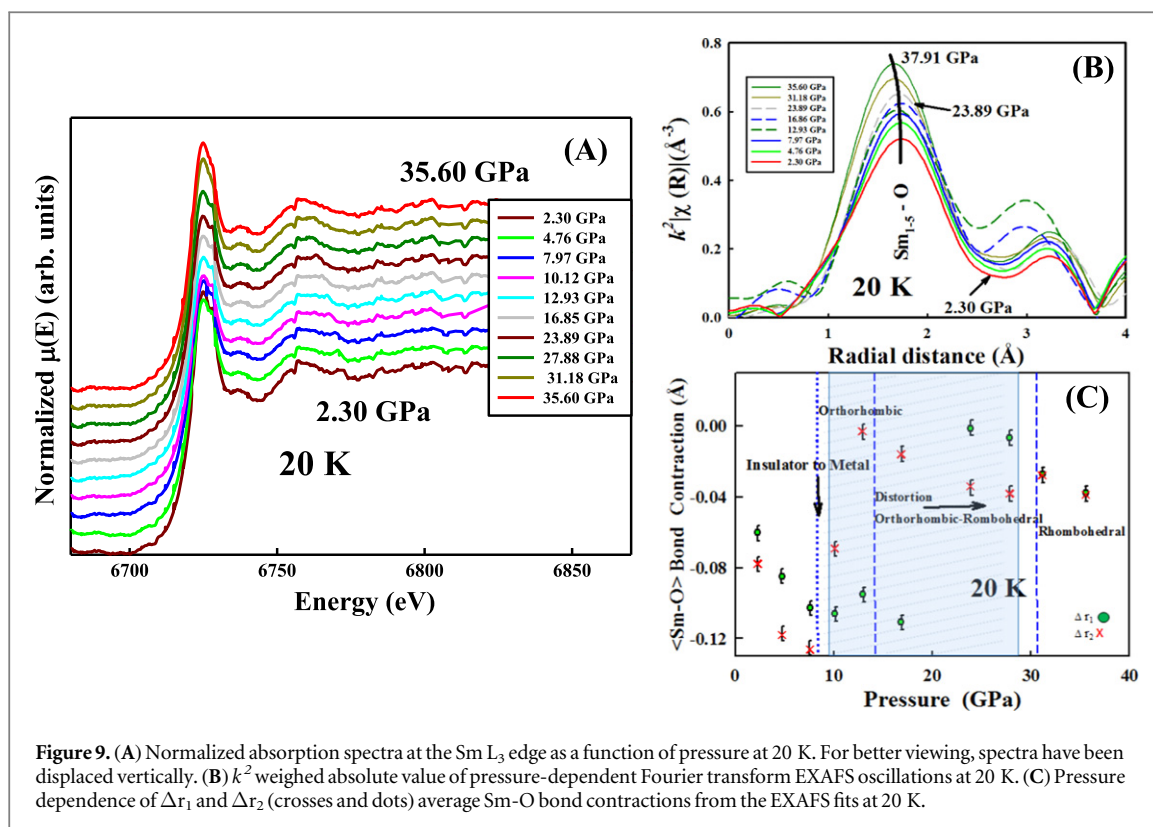 (A)
35.60 GPa
2.30 GPa
4.76 GPa
7.97 GPa
10.12 GPa
12.93 GPa
16.85 GPa
23.89 GPa
27.88 GPa
31.18 GPa
35.60 GPa
2.30 GPa
20 K
Normalized μ(E) (arb. units)
6700
6750
6800
6850
Energy (eV)
(B)
37.91 GPa
23.89 GPa
35.60 GPa
31.18 GPa
23.89 GPa
16.86 GPa
12.93 GPa
7.97 GPa
4.76 GPa
2.30 GPa
Sm1-5 - O
20 K
2.30 GPa
k²|χ (R)|(Å⁻³)
0.8
0.6
0.4
0.2
0.0
0
1
2
3
4
Radial distance (Å)
(C)
Orthorhombic
Insulator to Metal
Distortion
Orthorhombic-Rombohedral
Rhombohedral
20 K
Δ r₁
Δ r₂
<Sm-O> Bond Contraction (Å)
0.00
-0.04
-0.08
-0.12
0
10
20
30
40
Pressure (GPa)
Figure 9. (A) Normalized absorption spectra at the Sm L₃ edge as a function of pressure at 20 K. For better viewing, spectra have been
displaced vertically. (B) k² weighed absolute value of pressure-dependent Fourier transform EXAFS oscillations at 20 K. (C) Pressure
dependence of Δr₁ and Δr₂ (crosses and dots) average Sm-O bond contractions from the EXAFS fits at 20 K.